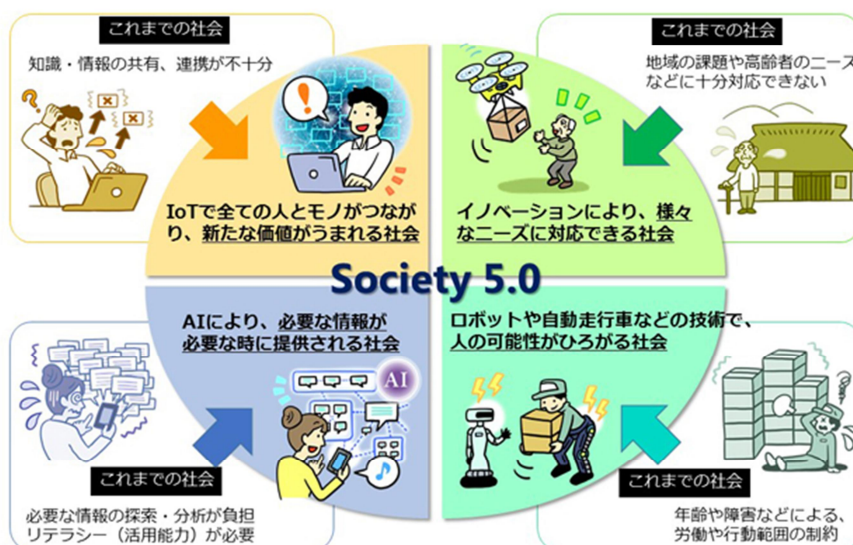 これまでの社会
知識・情報の共有、連携が不十分
IoTで全ての人とモノがつなが
り、新たな価値がうまれる社会
これまでの社会
地域の課題や高齢者のニーズ
などに十分対応できない
イノベーションにより、様々
なニーズに対応できる社会
Society 5.0
AIにより、必要な情報が
必要な時に提供される社会
AI
これまでの社会
必要な情報の探索・分析が負担
リテラシー（活用能力）が必要
ロボットや自動走行車などの技術で、
人の可能性がひろがる社会
これまでの社会
年齢や障害などによる、
労働や行動範囲の制約